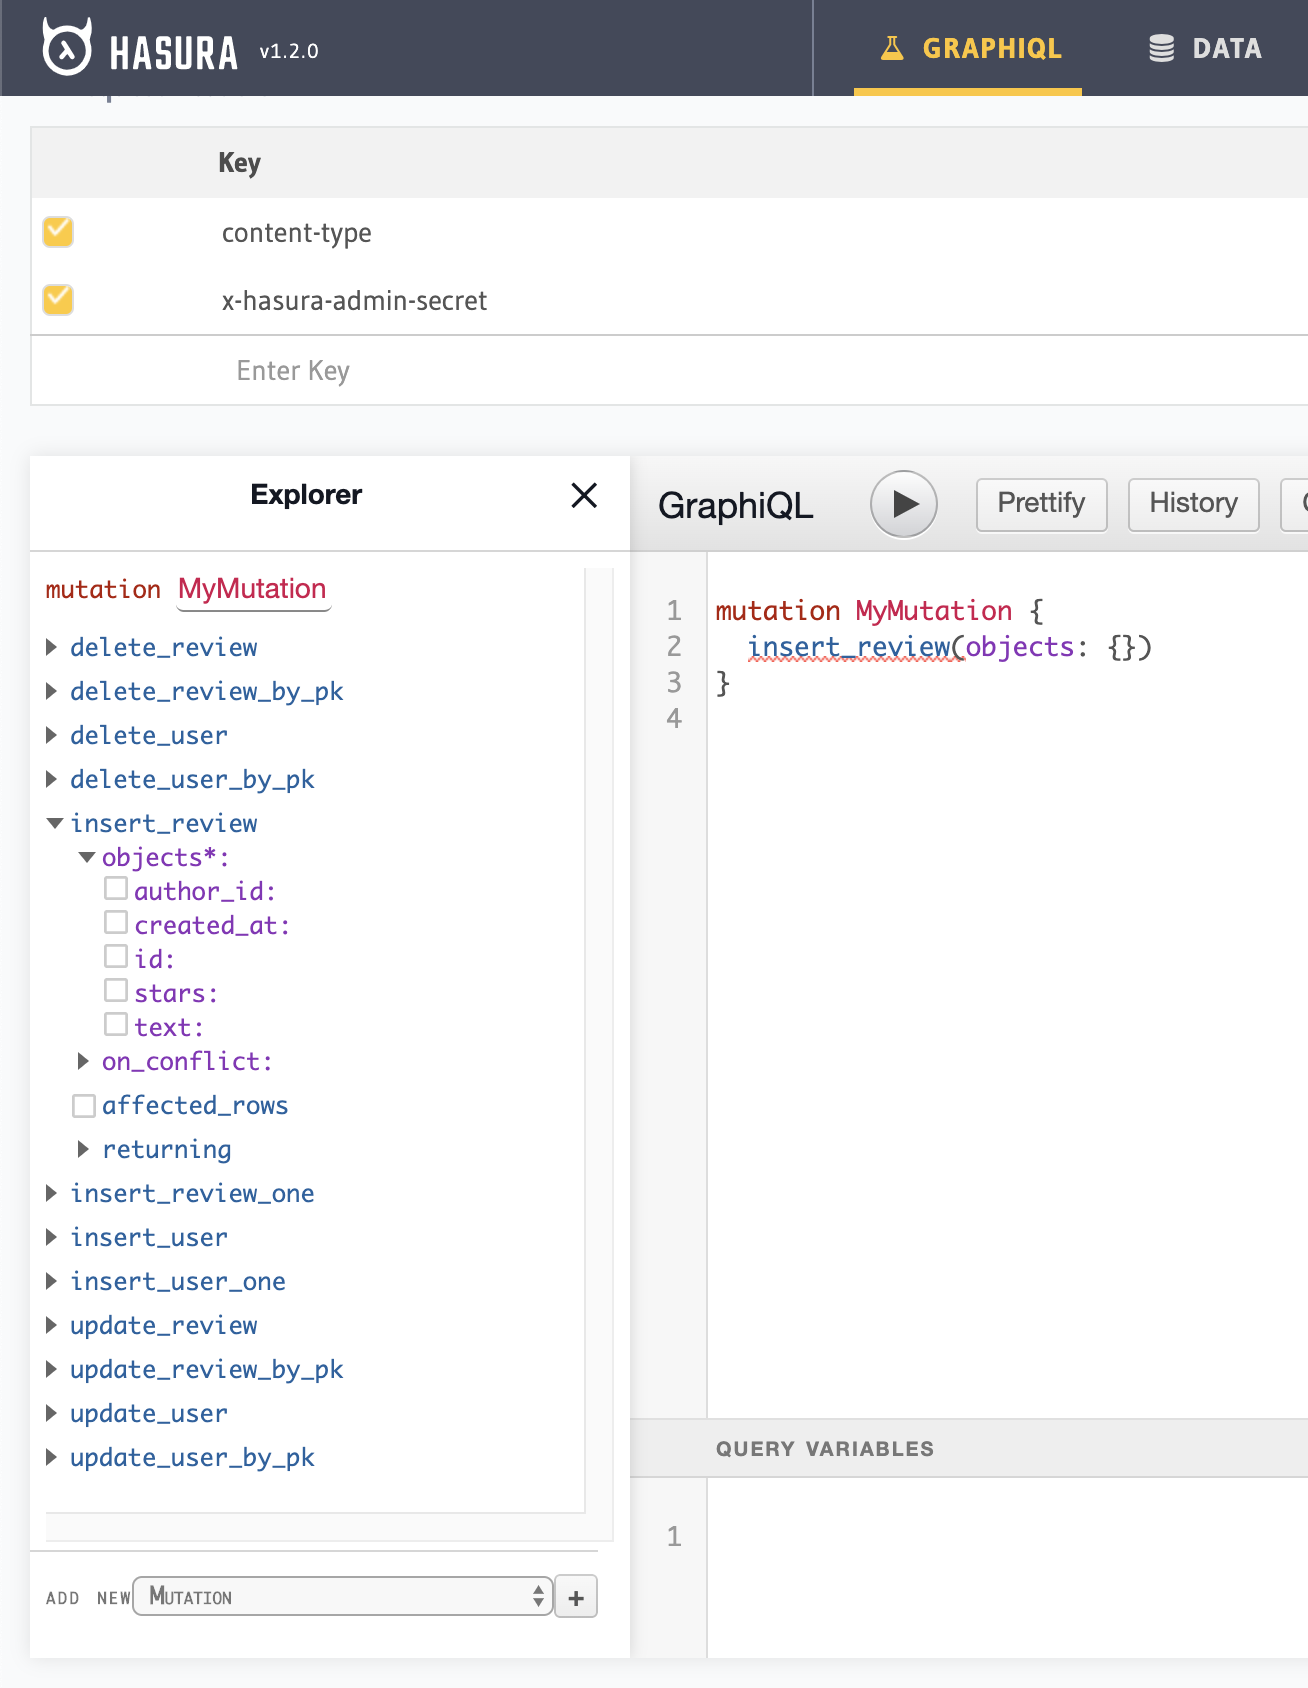 HASURA v1.2.0
GRAPHIQL
DATA
Key
content-type
x-hasura-admin-secret
Enter Key
Explorer
GraphiQL
Prettify
History
mutation MyMutation
delete_review
delete_review_by_pk
delete_user
delete_user_by_pk
insert_review
objects*:
author_id:
created_at:
id:
stars:
text:
on_conflict:
affected_rows
returning
insert_review_one
insert_user
insert_user_one
update_review
update_review_by_pk
update_user
update_user_by_pk
ADD NEW Mutation +
1 mutation MyMutation {
2 insert_review(objects: {})
3 }
4
QUERY VARIABLES
1